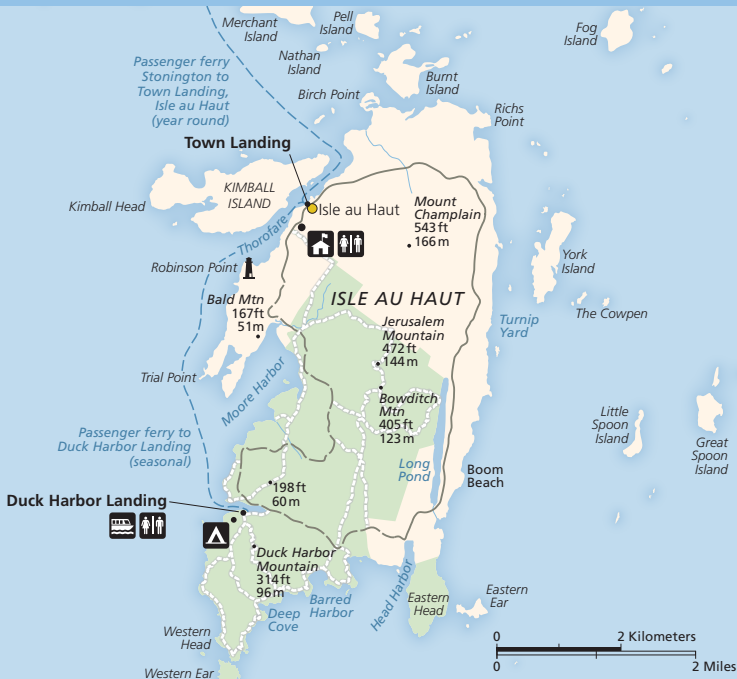 Merchant
Island
Pell
Island
Fog
Island
Nathan
Island
Passenger ferry
Stonington to
Town Landing,
Isle au Haut
(year round)
Burnt
Island
Birch Point
Richs
Point
Town Landing
KIMBALL
ISLAND
Kimball Head
Isle au Haut
Mount
Champlain
543 ft
166 m
Thorofare
York
Island
Robinson Point
Bald Mtn
167 ft
51 m
ISLE AU HAUT
The Cowpen
Turnip
Yard
Jerusalem
Mountain
472 ft
144 m
Trial Point
Moore Harbor
Bowditch
Mtn
405 ft
123 m
Little
Spoon
Island
Great
Spoon
Island
Passenger ferry to
Duck Harbor Landing
(seasonal)
Long
Pond
Boom
Beach
198 ft
60 m
Duck Harbor Landing
Duck Harbor
Mountain
314 ft
96 m
Head Harbor
Eastern
Head
Eastern
Ear
Barred
Harbor
Deep
Cove
Western
Head
Western Ear
0 2 Kilometers
0 2 Miles